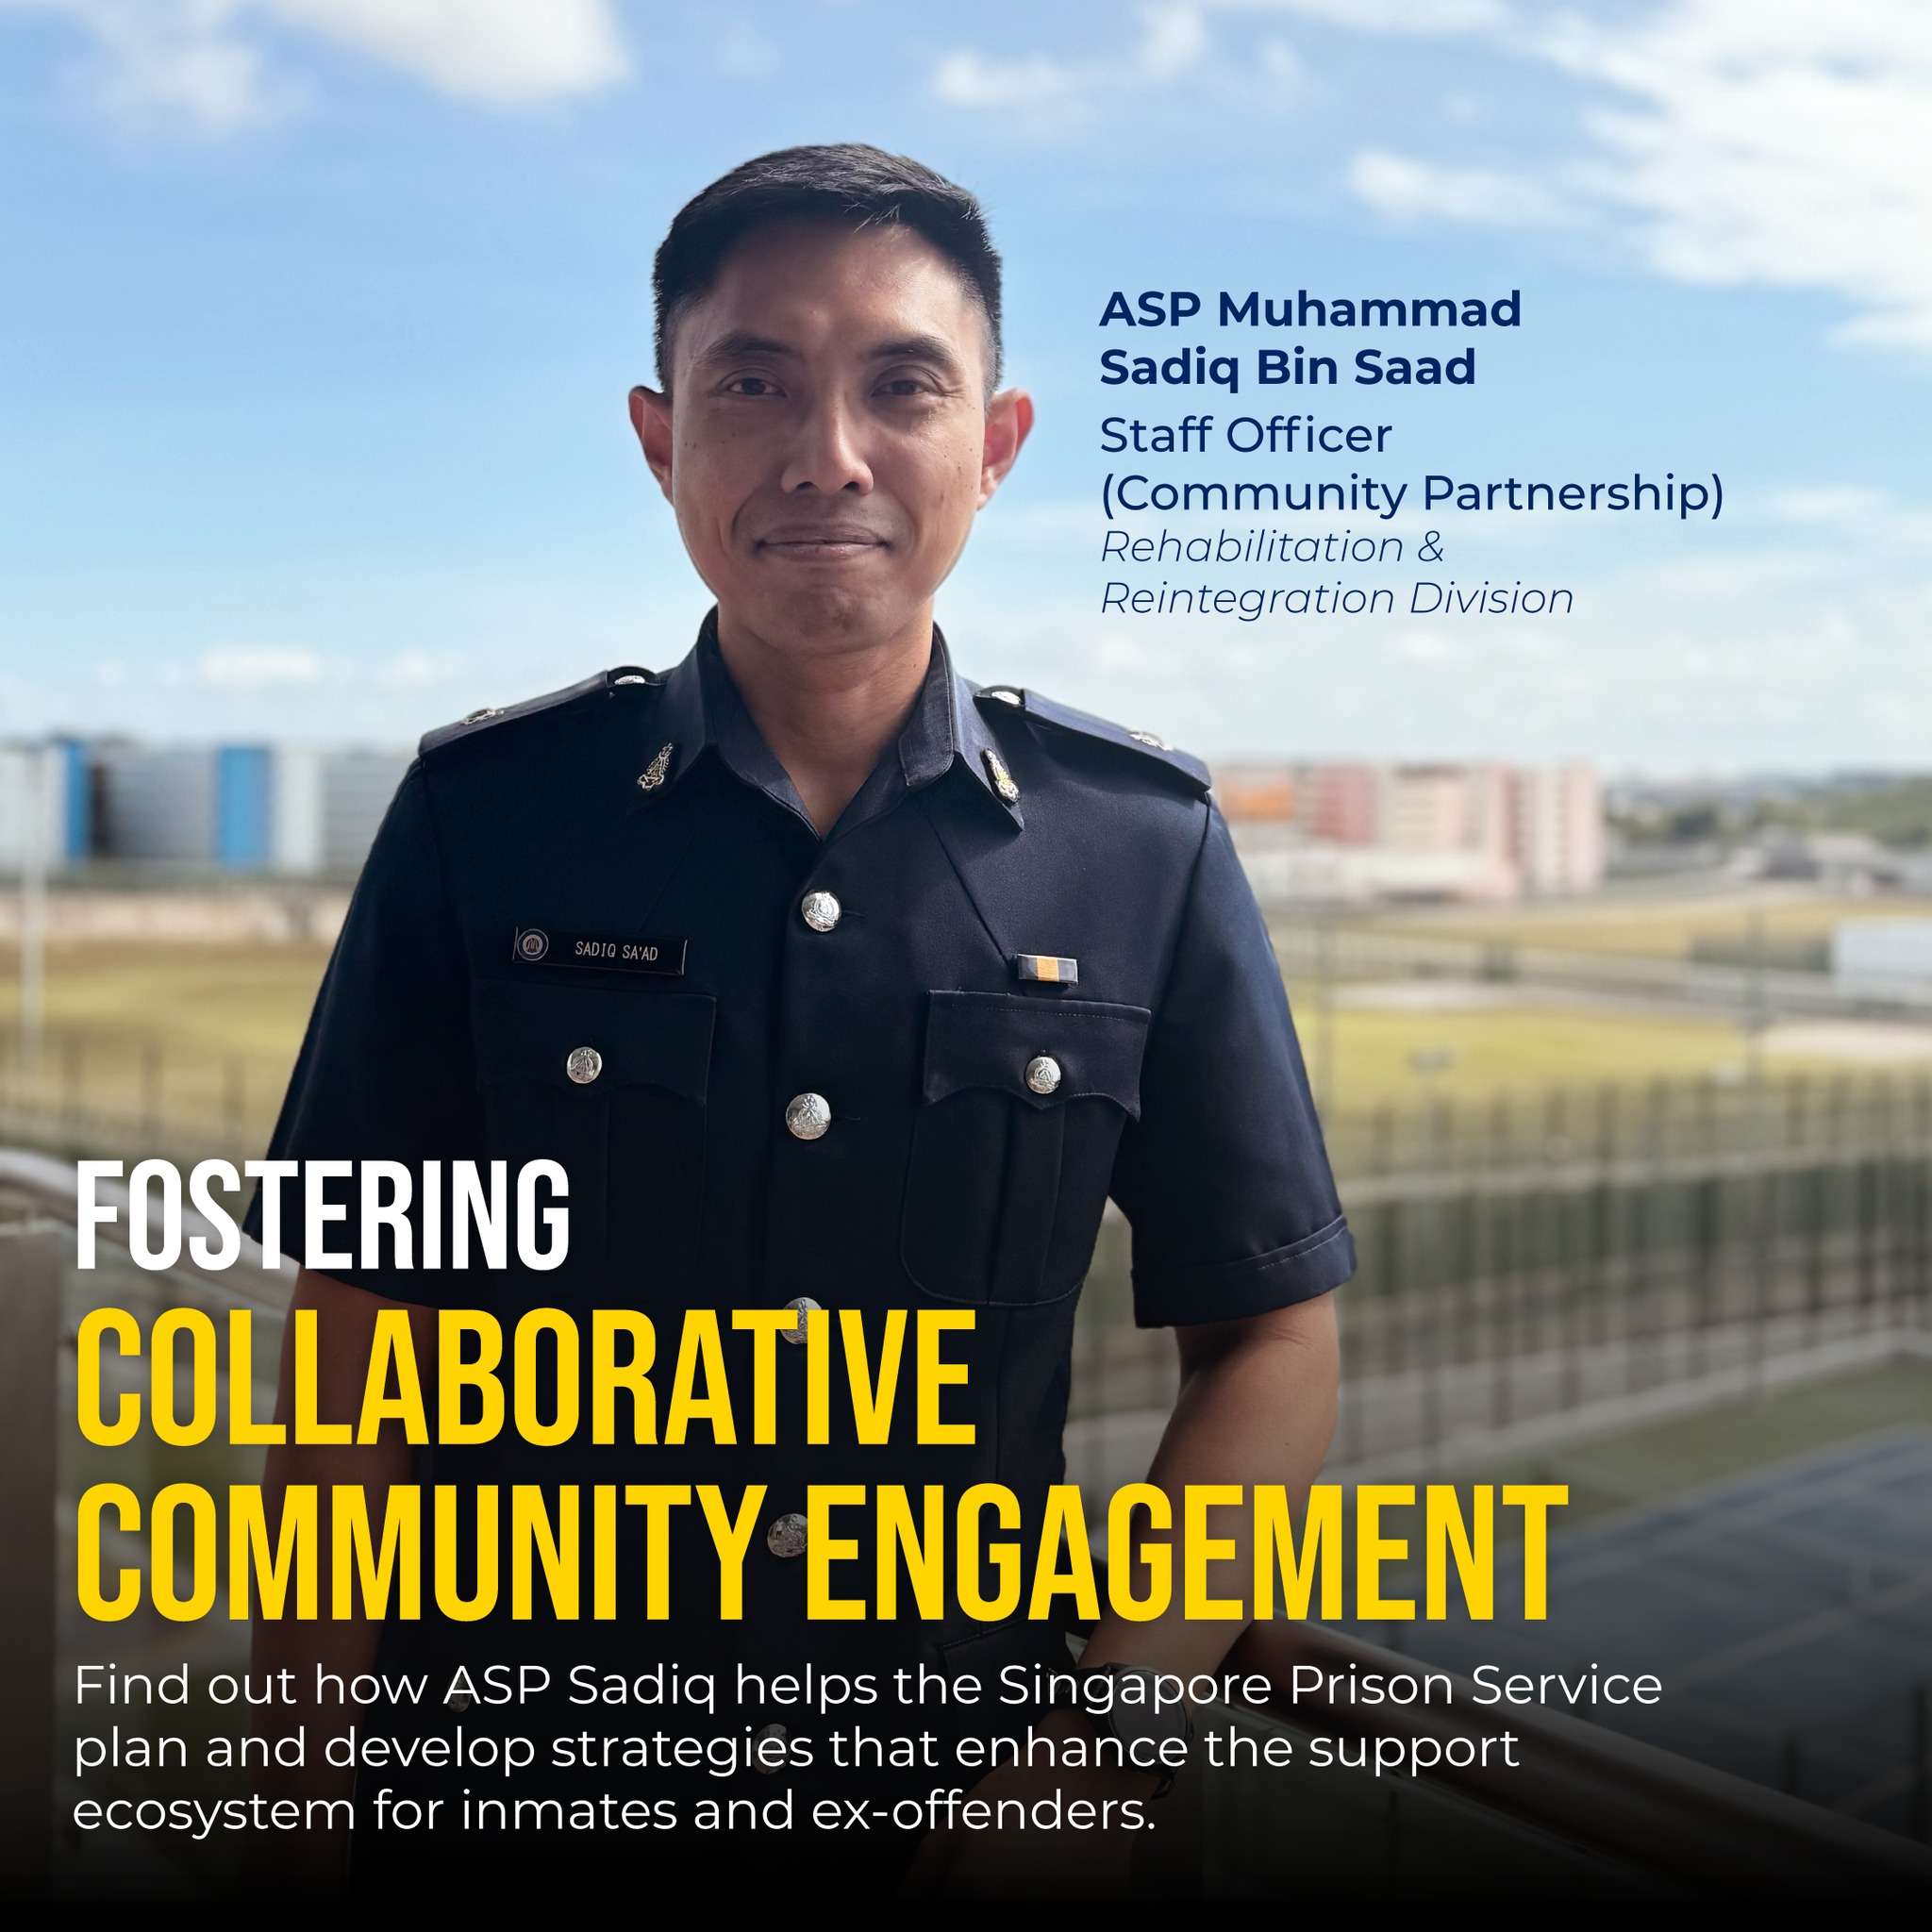 ASP Muhammad
Sadiq Bin Saad
Staff Officer
(Community Partnership)
Rehabilitation &
Reintegration Division
SADIQ SA'AD
FOSTERING
COLLABORATIVE
COMMUNITY ENGAGEMENT
Find out how ASP Sadiq helps the Singapore Prison Service
plan and develop strategies that enhance the support
ecosystem for inmates and ex-offenders.